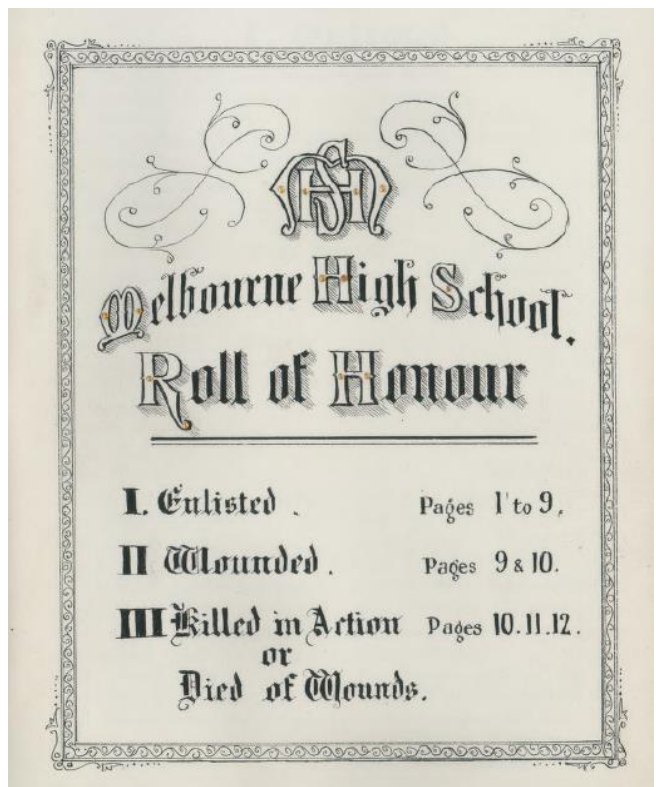 MHS
Melbourne High School.
Roll of Honour
I. Enlisted. Pages 1 to 9.
II Wounded. Pages 9 & 10.
III Killed in Action Pages 10.11.12.
or
Died of Wounds.